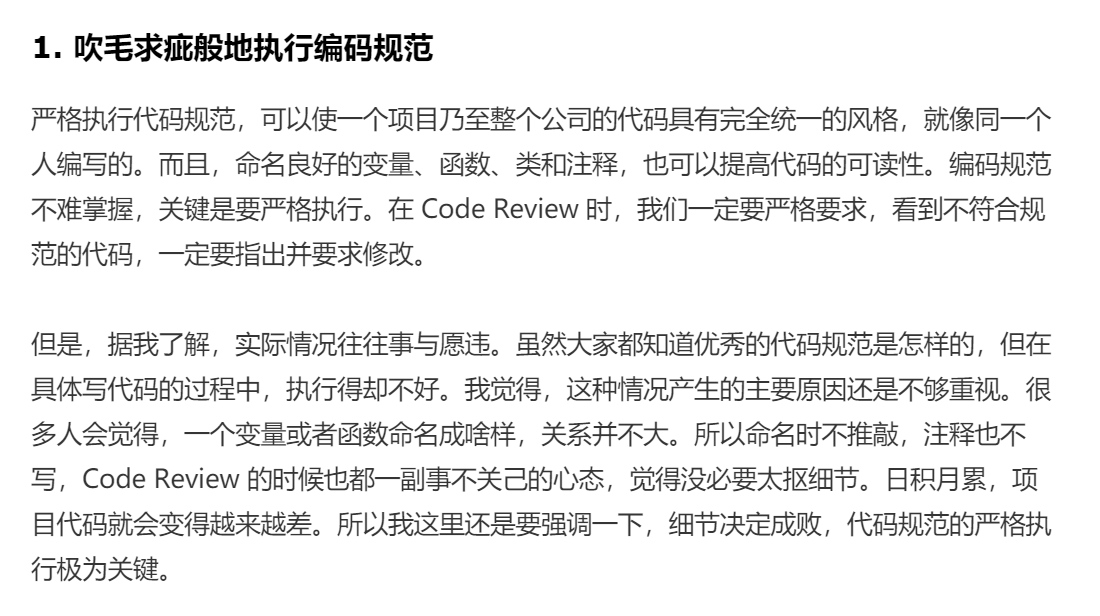 1. 吹毛求疵般地执行编码规范
严格执行代码规范，可以使一个项目乃至整个公司的代码具有完全统一的风格，就像同一个
人编写的。而且，命名良好的变量、函数、类和注释，也可以提高代码的可读性。编码规范
不难掌握，关键是要严格执行。在 Code Review 时，我们一定要严格要求，看到不符合规
范的代码，一定要指出并要求修改。
但是，据我了解，实际情况往往事与愿违。虽然大家都知道优秀的代码规范是怎样的，但在
具体写代码的过程中，执行得却不好。我觉得，这种情况产生的主要原因还是不够重视。很
多人会觉得，一个变量或者函数命名成啥样，关系并不大。所以命名时不推敲，注释也不
写，Code Review 的时候也都一副事不关己的心态，觉得没必要太抠细节。日积月累，项
目代码就会变得越来越差。所以我这里还是要强调一下，细节决定成败，代码规范的严格执
行极为关键。